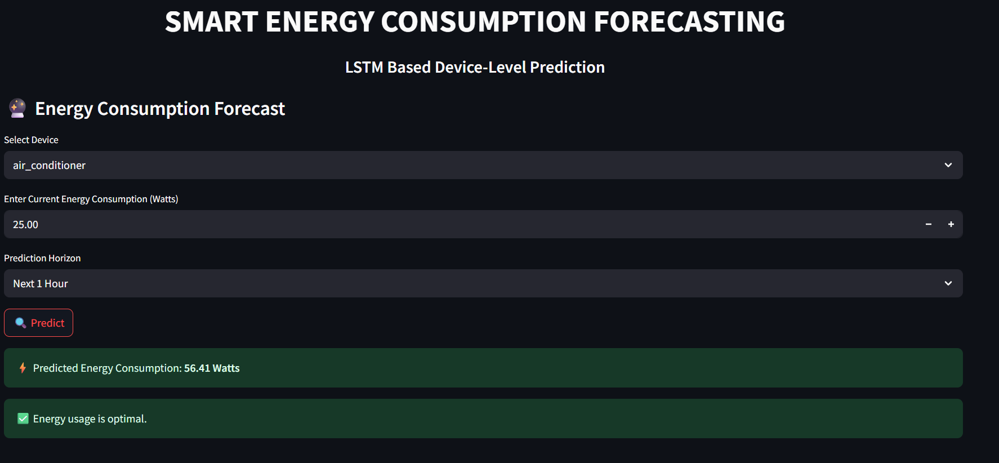 SMART ENERGY CONSUMPTION FORECASTING
LSTM Based Device-Level Prediction
Energy Consumption Forecast
Select Device
air_conditioner
Enter Current Energy Consumption (Watts)
25.00
Prediction Horizon
Next 1 Hour
Predict
Predicted Energy Consumption: 56.41 Watts
Energy usage is optimal.